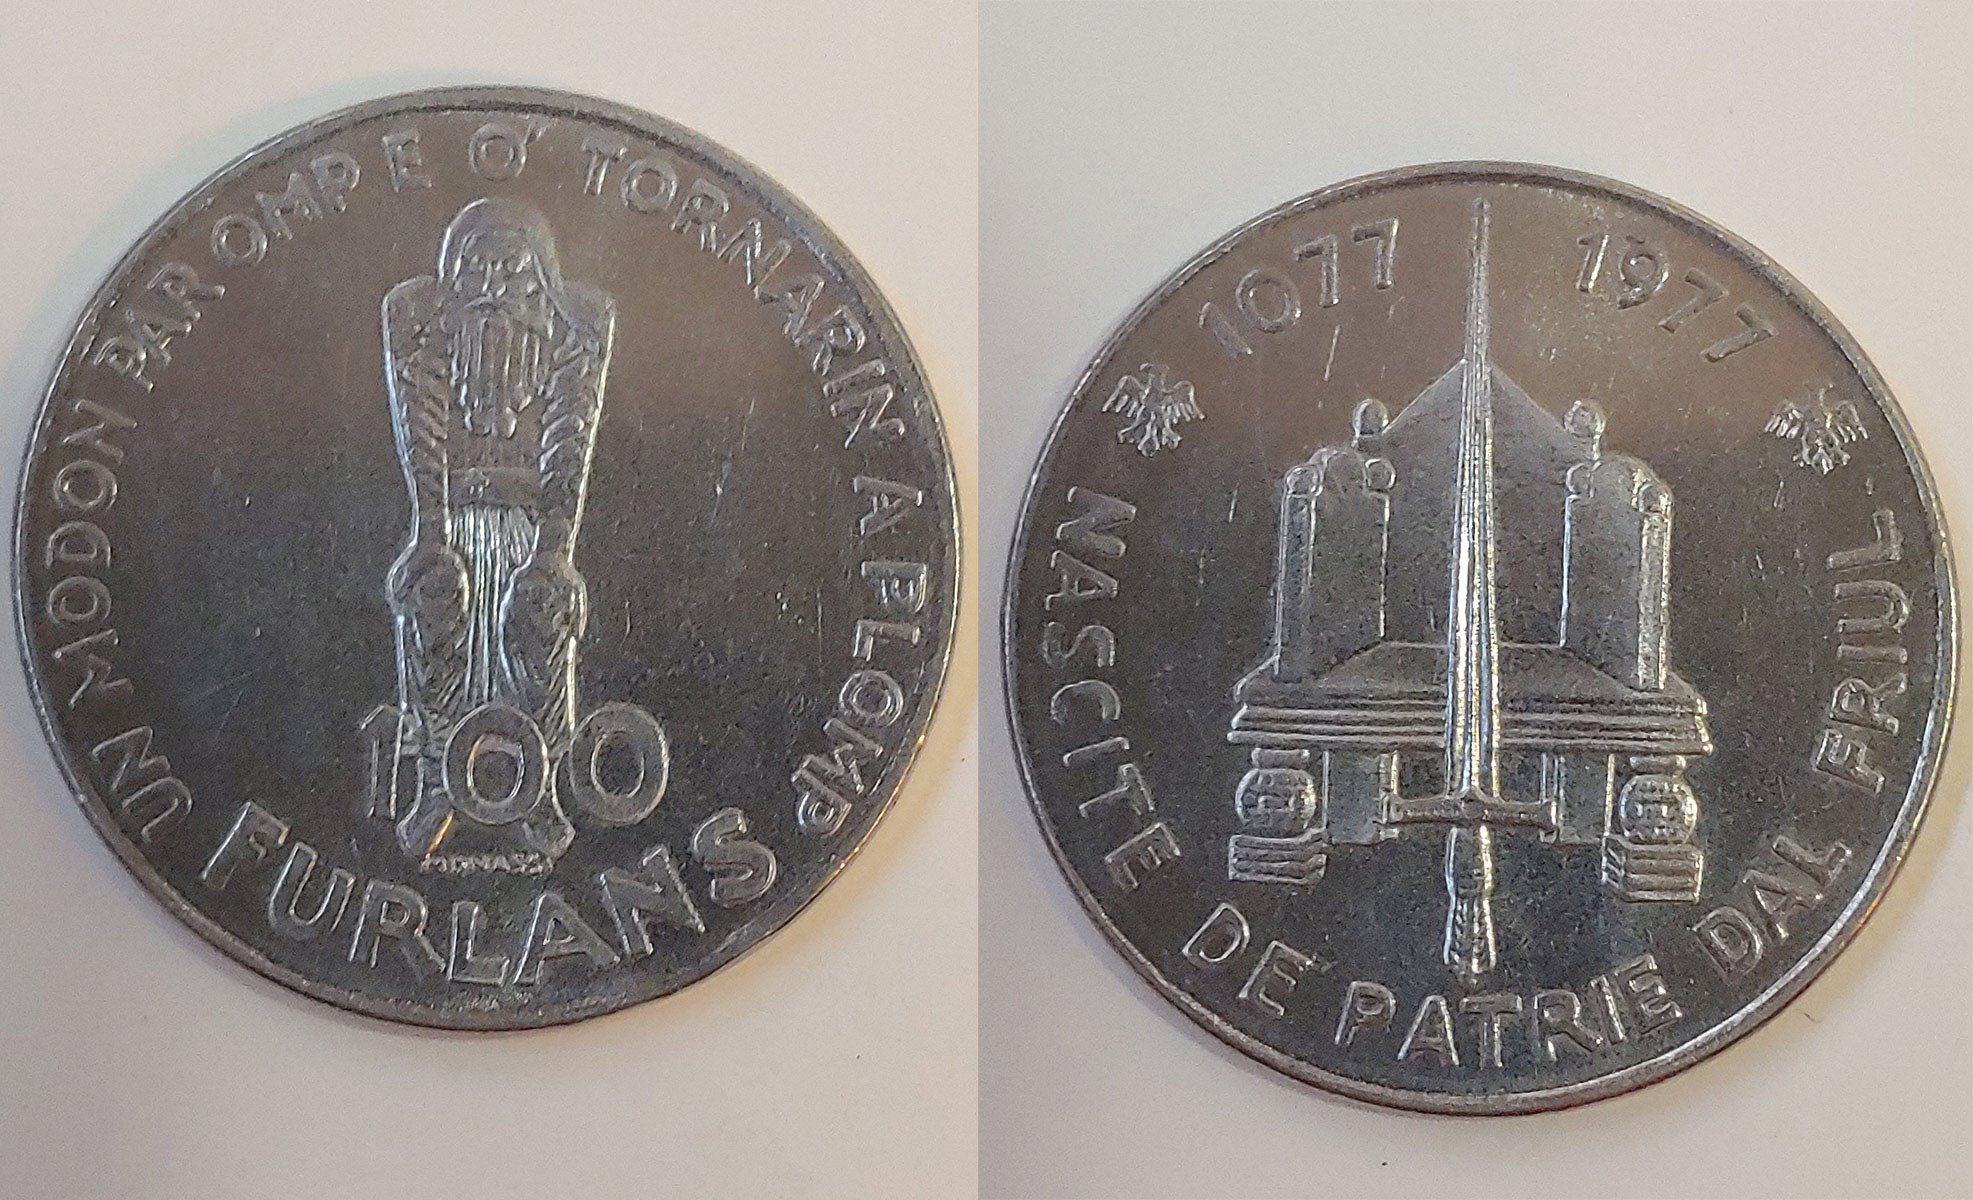 UN MODON PAR OMP E O' TORNARIN A PLOMP
100
FURLANS
1077 1977
NASCITE DE PATRIE DAL FRIUL